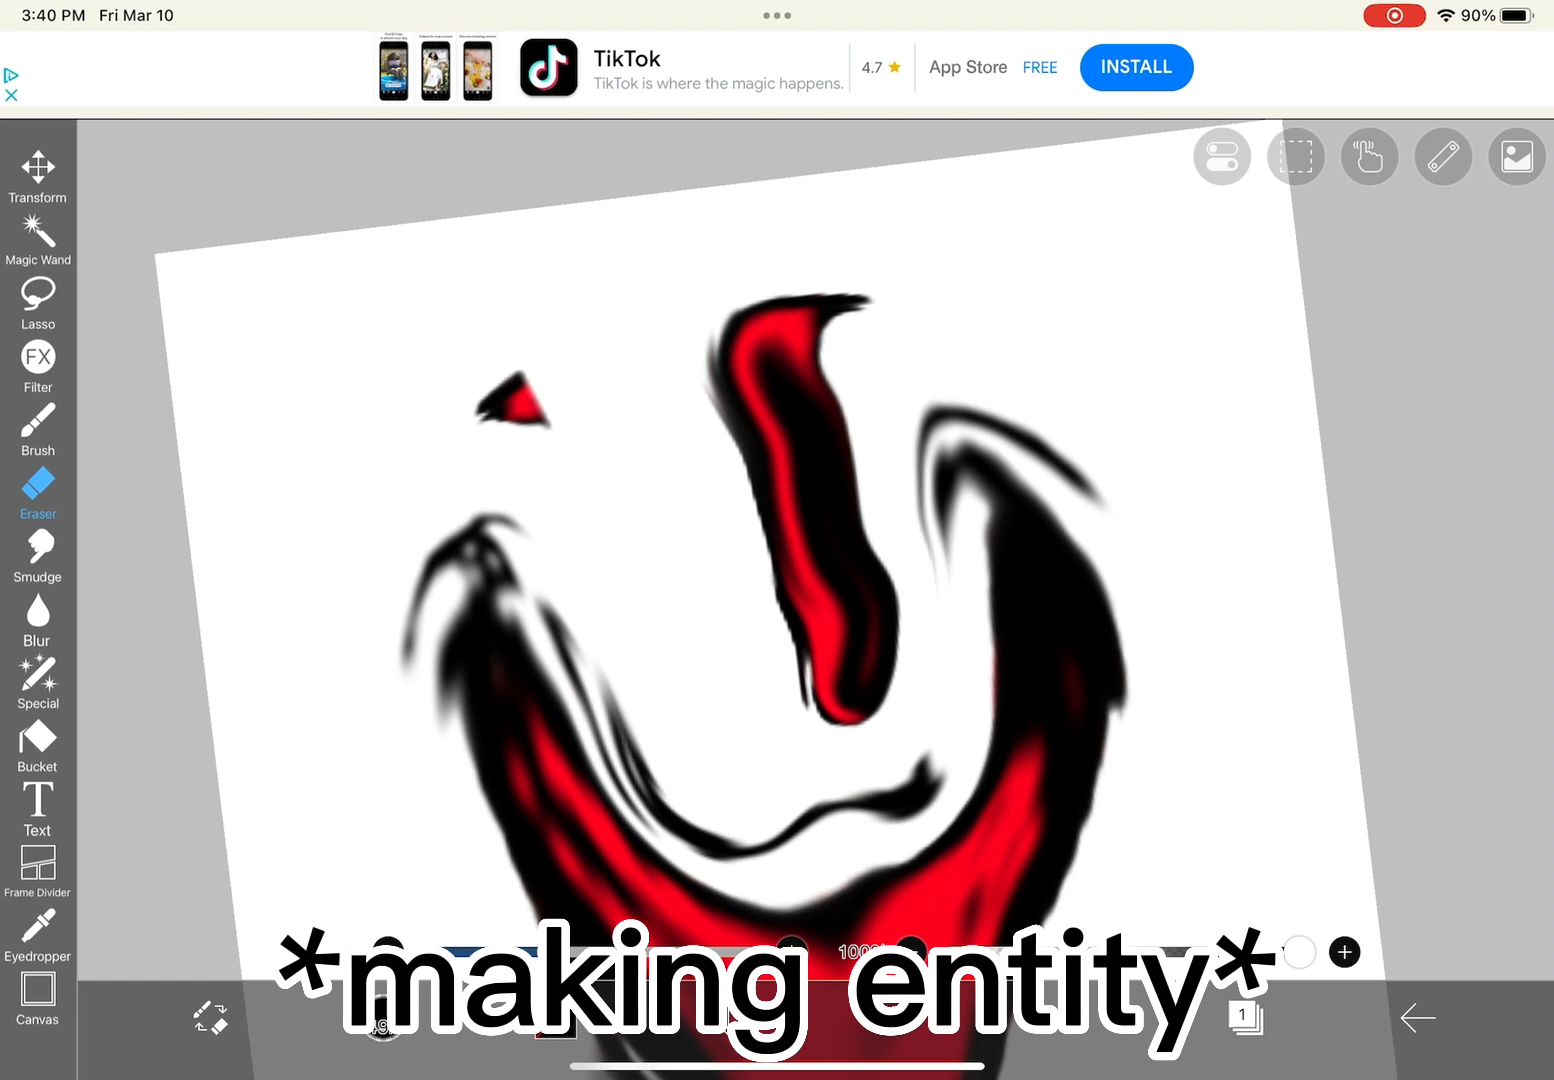 3:40 PM Fri Mar 10
90%
TikTok
TikTok is where the magic happens.
4.7
App Store FREE
INSTALL
Transform
Magic Wand
Lasso
FX
Filter
Brush
Eraser
Smudge
Blur
Special
Bucket
T
Text
Frame Divider
Eyedropper
Canvas
*making entity*
1